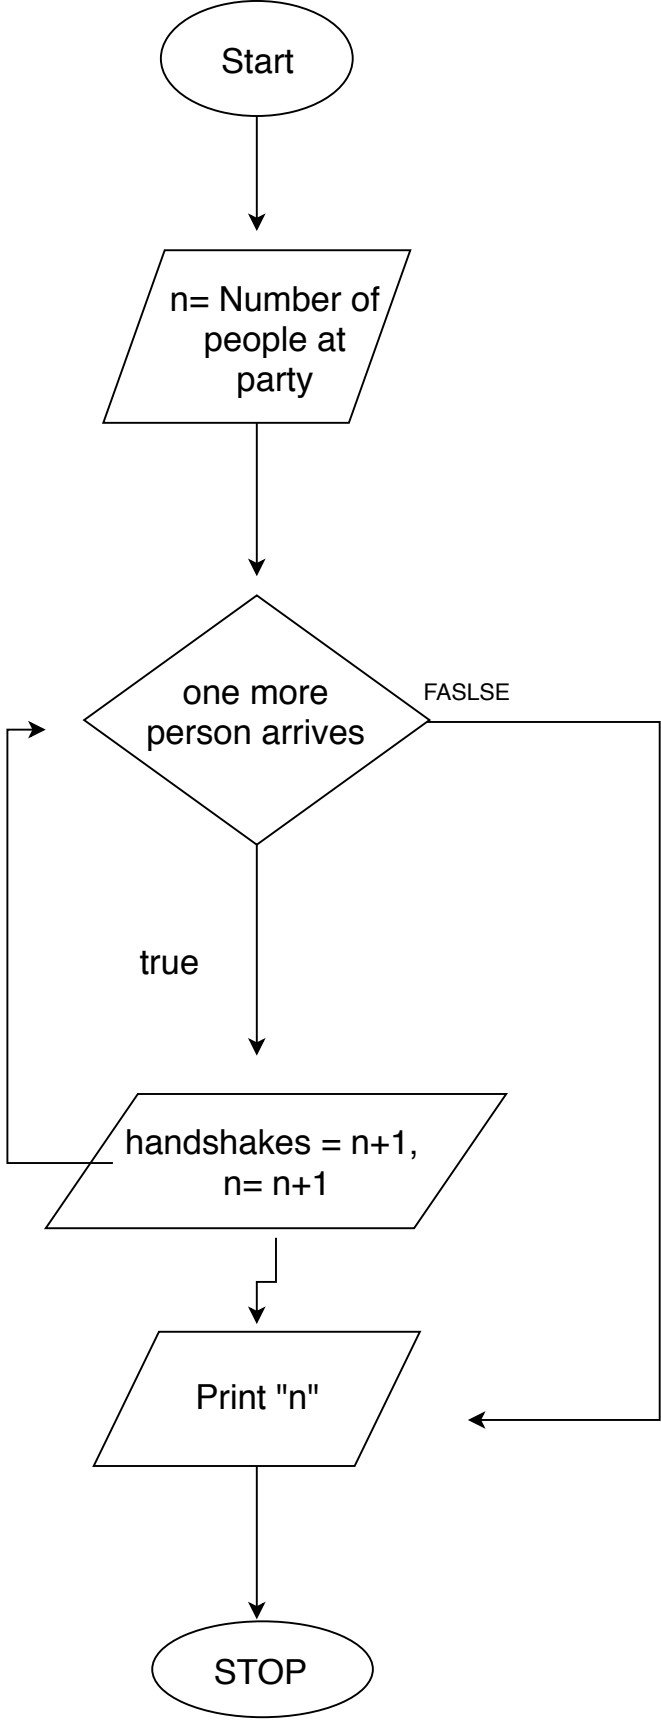 Start
n= Number of
people at
party
one more
person arrives
FASLSE
true
handshakes = n+1,
n= n+1
Print "n"
STOP